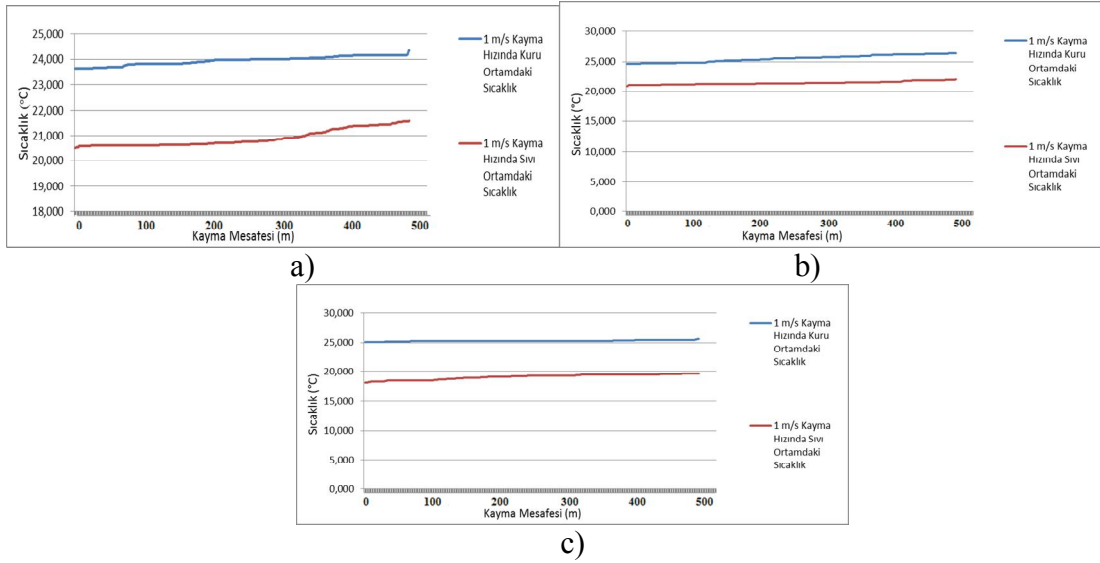 25,000
24,000
23,000
22,000
21,000
20,000
19,000
18,000
Sıcaklık (°C)
0 100 200 300 400 500
Kayma Mesafesi (m)
1 m/s Kayma
Hızında Kuru
Ortamdaki
Sıcaklık
1 m/s Kayma
Hızında Sıvı
Ortamdaki
Sıcaklık
a)
30,000
25,000
20,000
15,000
10,000
5,000
0,000
Sıcaklık (°C)
0 100 200 300 400 500
Kayma Mesafesi (m)
1 m/s Kayma
Hızında Kuru
Ortamdaki
Sıcaklık
1 m/s Kayma
Hızında Sıvı
Ortamdaki
Sıcaklık
b)
30,000
25,000
20,000
15,000
10,000
5,000
0,000
Sıcaklık (°C)
0 100 200 300 400 500
Kayma Mesafesi (m)
1 m/s Kayma
Hızında Kuru
Ortamdaki
Sıcaklık
1 m/s Kayma
Hızında Sıvı
Ortamdaki
Sıcaklık
c)